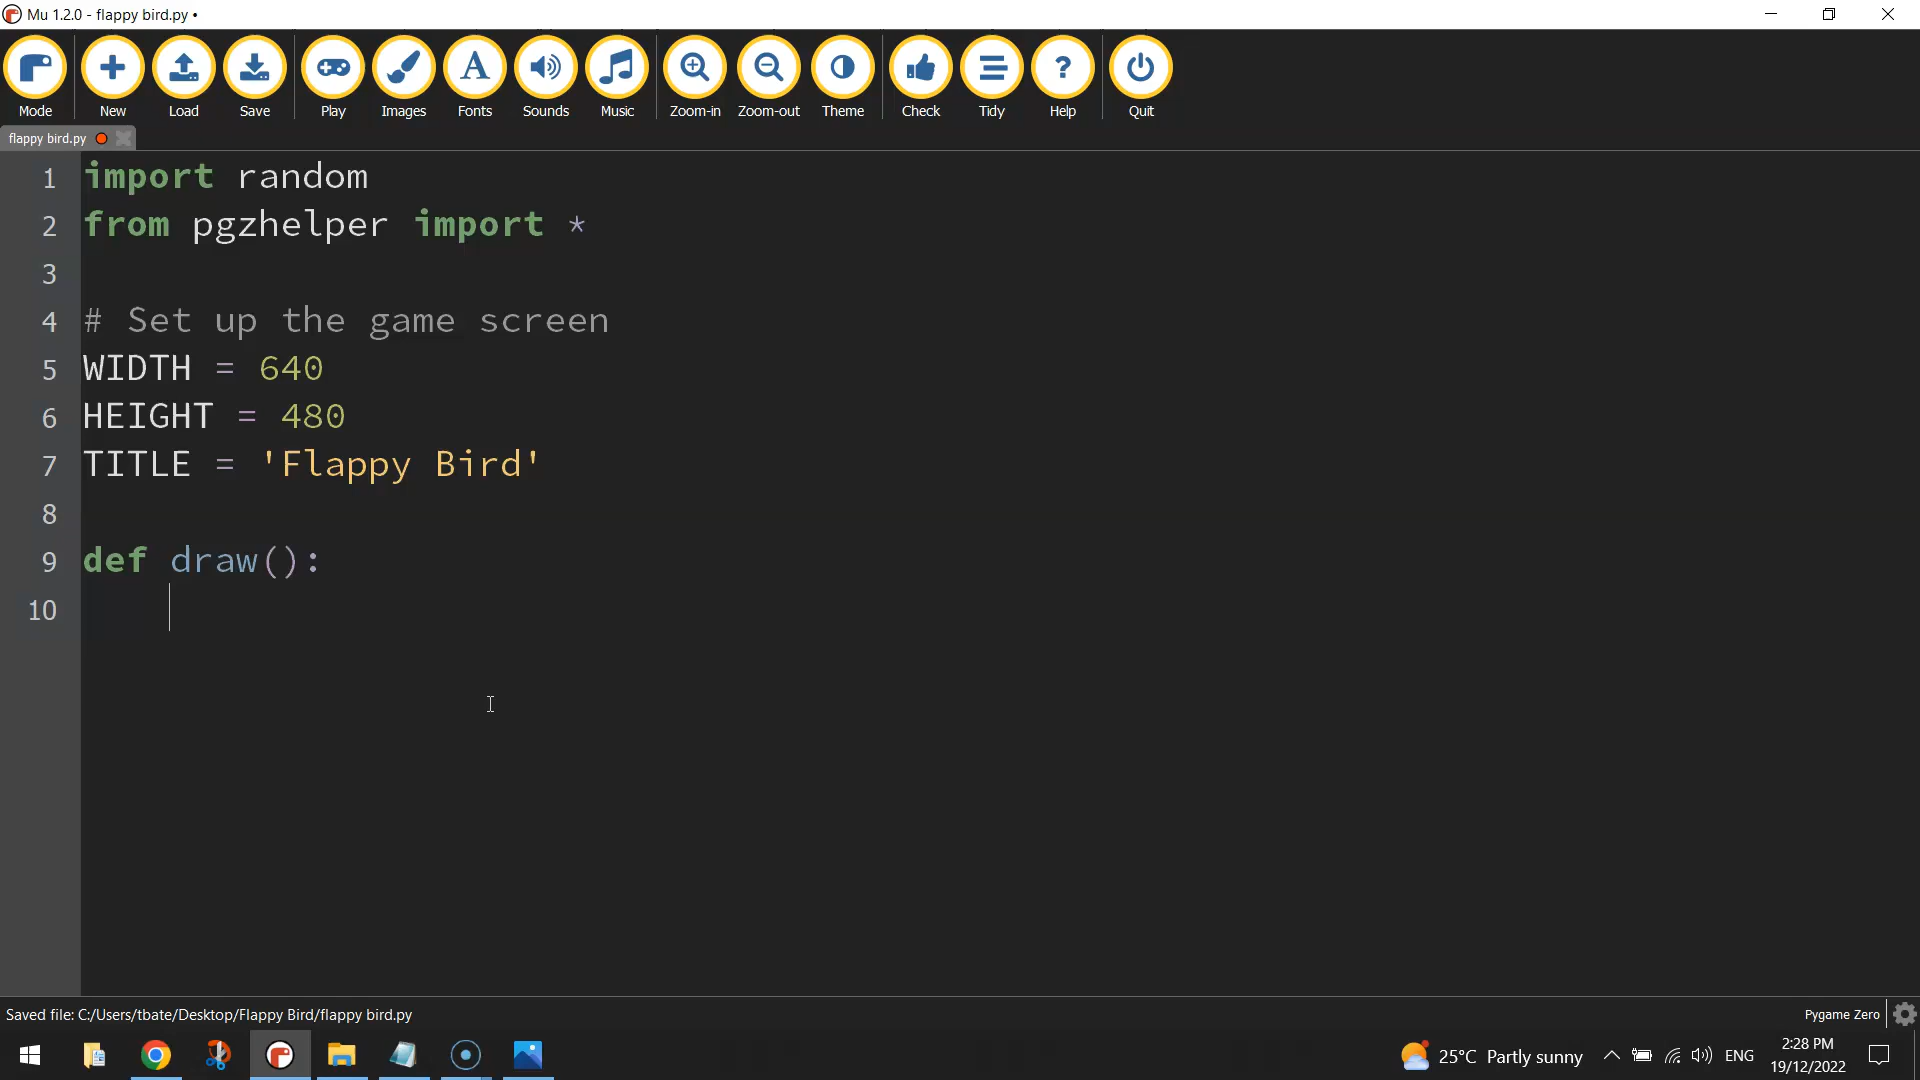 Mu 1.2.0 - flappy bird.py •
Mode New Load Save Play Images Fonts Sounds Music Zoom-in Zoom-out Theme Check Tidy Help Quit
flappy bird.py
1 import random
2 from pgzhelper import *
3
4 # Set up the game screen
5 WIDTH = 640
6 HEIGHT = 480
7 TITLE = 'Flappy Bird'
8
9 def draw():
10
Saved file: C:/Users/tbate/Desktop/Flappy Bird/flappy bird.py
Pygame Zero
25°C Partly sunny
ENG
2:28 PM
19/12/2022